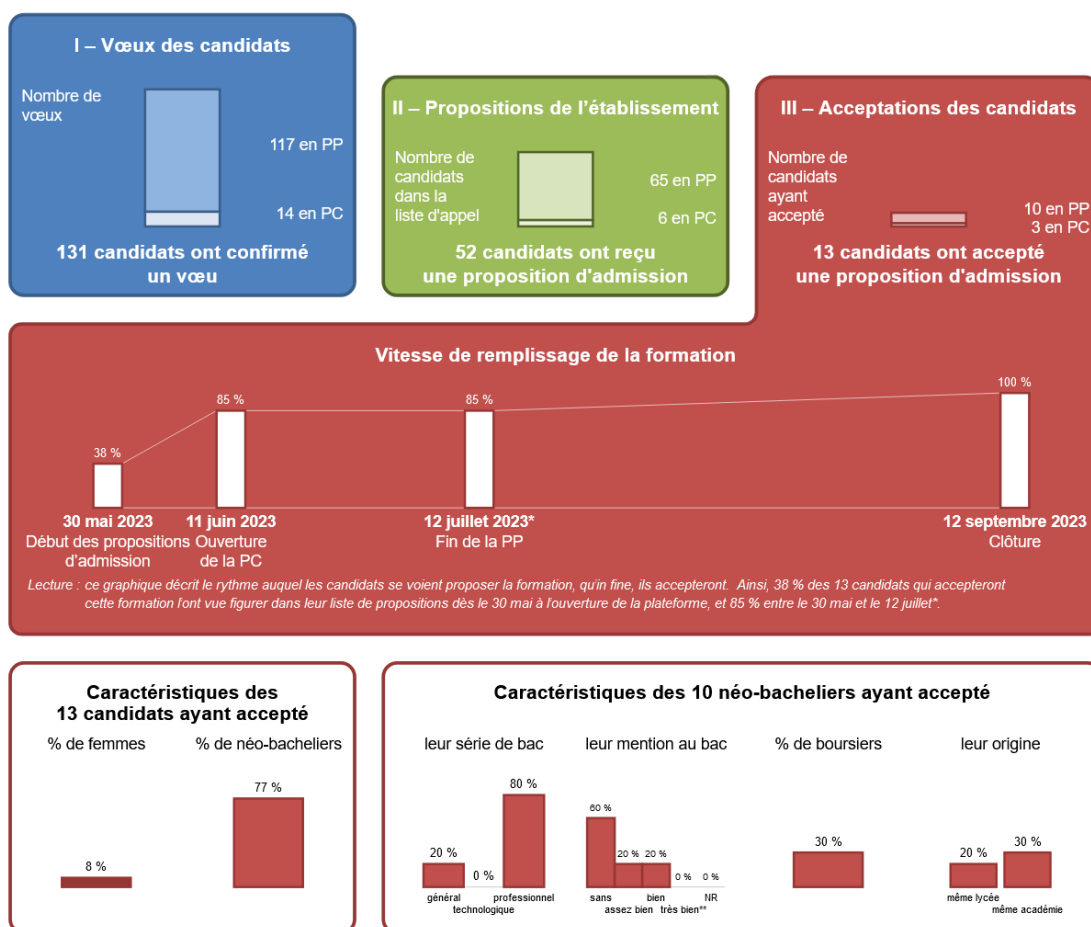 I – Vœux des candidats
Nombre de
vœux
117 en PP
14 en PC
131 candidats ont confirmé
un vœu
II – Propositions de l'établissement
Nombre de
candidats
dans la
liste d'appel
65 en PP
6 en PC
52 candidats ont reçu
une proposition d'admission
III – Acceptations des candidats
Nombre de
candidats
ayant
accepté
10 en PP
3 en PC
13 candidats ont accepté
une proposition d'admission
Vitesse de remplissage de la formation
38 %
85 %
85 %
100 %
30 mai 2023
Début des propositions
d'admission
11 juin 2023
Ouverture
de la PC
12 juillet 2023*
Fin de la PP
12 septembre 2023
Clôture
Lecture : ce graphique décrit le rythme auquel les candidats se voient proposer la formation, qu'in fine, ils accepteront. Ainsi, 38 % des 13 candidats qui accepteront
cette formation l'ont vue figurer dans leur liste de propositions dès le 30 mai à l'ouverture de la plateforme, et 85 % entre le 30 mai et le 12 juillet*.
Caractéristiques des
13 candidats ayant accepté
% de femmes
% de néo-bacheliers
8 %
77 %
Caractéristiques des 10 néo-bacheliers ayant accepté
leur série de bac
leur mention au bac
% de boursiers
leur origine
20 %
0 %
80 %
général
technologique
professionnel
60 %
20 %
20 %
0 %
0 %
sans
assez bien
bien
très bien**
NR
30 %
20 %
30 %
même lycée
même académie